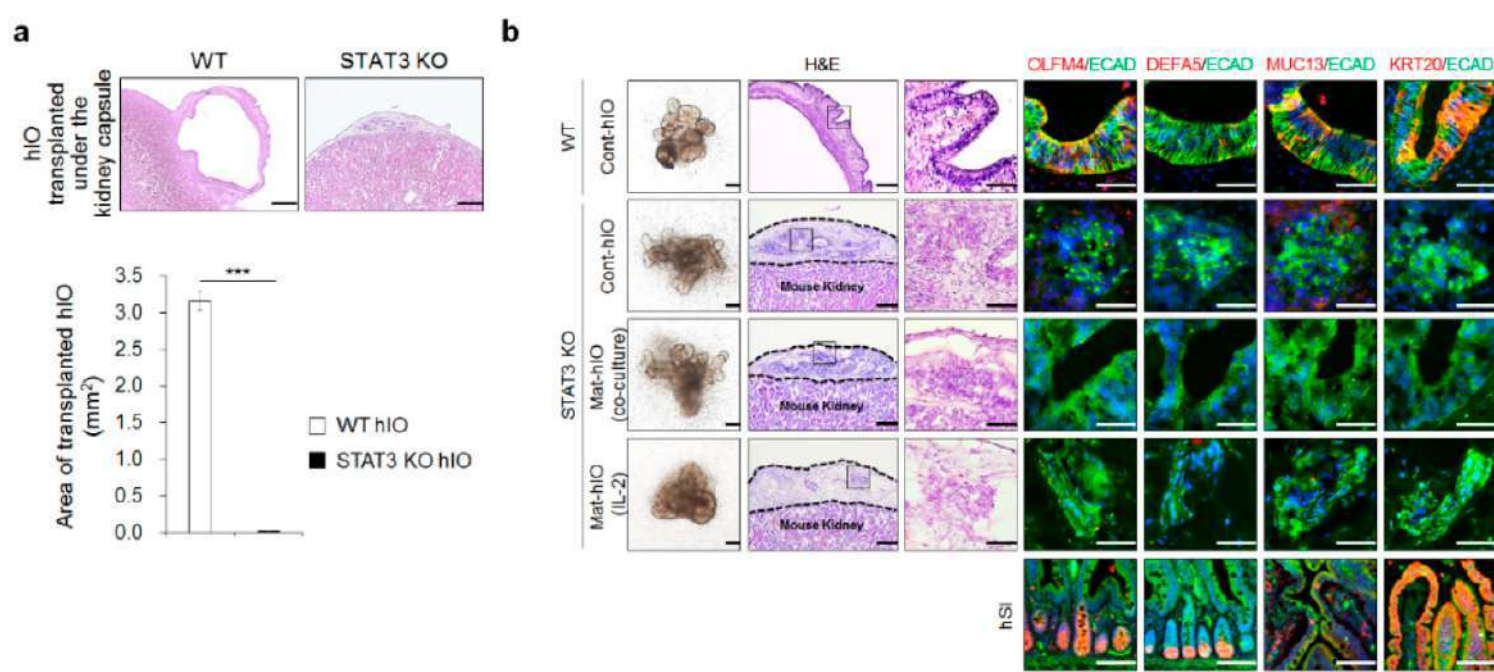 a
WT
STAT3 KO
hIO
transplanted
under the
kidney capsule
Area of transplanted hIO
(mm²)
3.5
3.0
2.5
2.0
1.5
1.0
0.5
0.0
***
WT hIO
STAT3 KO hIO
b
H&E
OLFM4/ECAD
DEFA5/ECAD
MUC13/ECAD
KRT20/ECAD
WT
Cont-hIO
STAT3 KO
Cont-hIO
Mouse Kidney
Mat-hIO
(co-culture)
Mouse Kidney
Mat-hIO
(IL-2)
Mouse Kidney
hSI